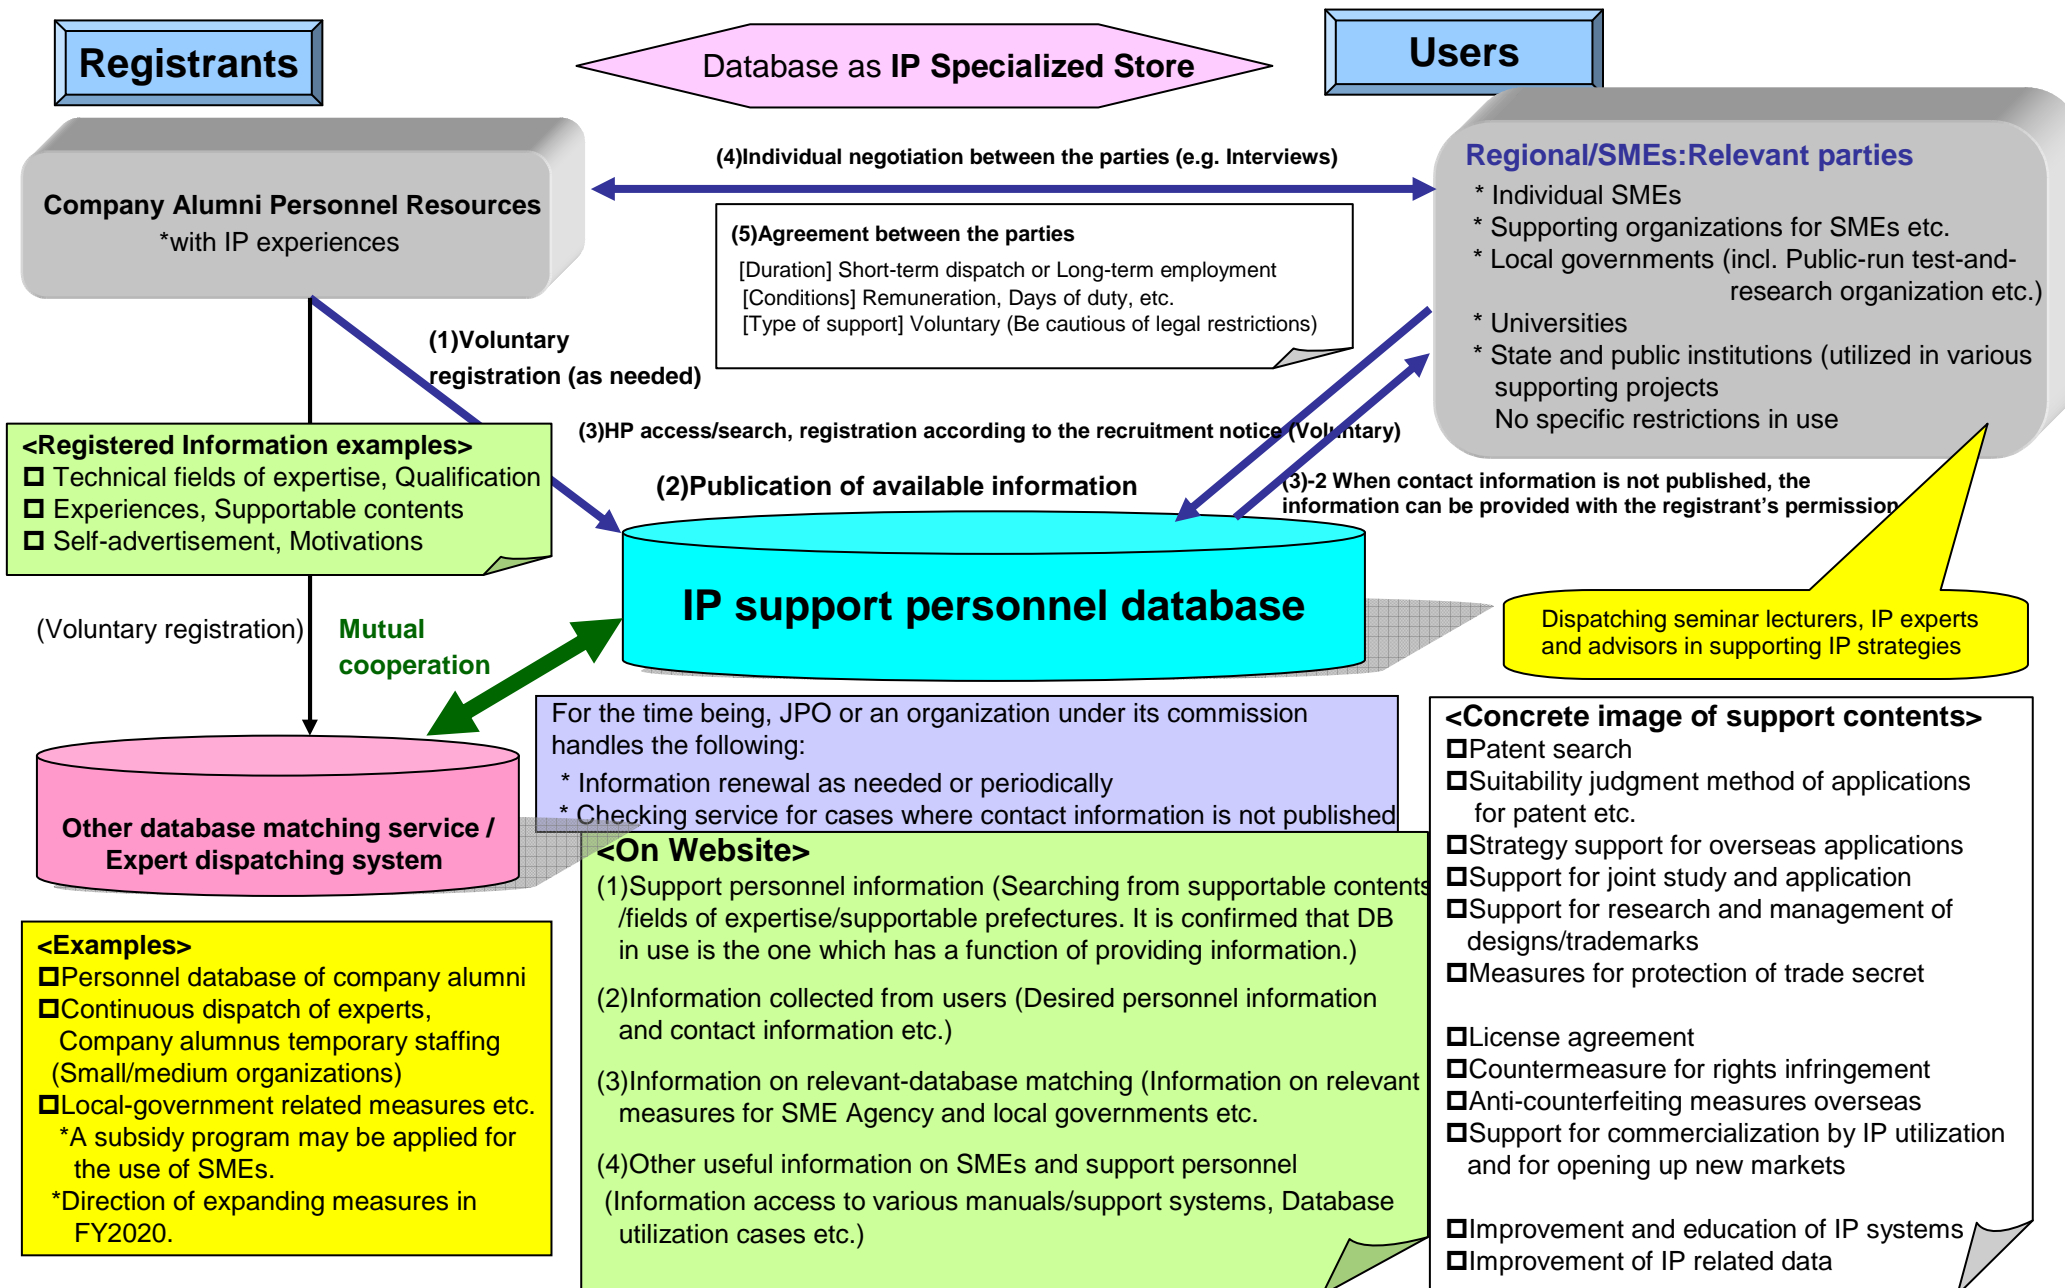 Registrants
Database as IP Specialized Store
Users
(4)Individual negotiation between the parties (e.g. Interviews)
Company Alumni Personnel Resources
*with IP experiences
Regional/SMEs:Relevant parties
* Individual SMEs
* Supporting organizations for SMEs etc.
* Local governments (incl. Public-run test-and-
research organization etc.)
* Universities
* State and public institutions (utilized in various
supporting projects
No specific restrictions in use
(5)Agreement between the parties
[Duration] Short-term dispatch or Long-term employment
[Conditions] Remuneration, Days of duty, etc.
[Type of support] Voluntary (Be cautious of legal restrictions)
(1)Voluntary
registration (as needed)
(3)HP access/search, registration according to the recruitment notice (Voluntary)
<Registered Information examples>
Technical fields of expertise, Qualification
Experiences, Supportable contents
Self-advertisement, Motivations
(2)Publication of available information
(3)-2 When contact information is not published, the
information can be provided with the registrant's permission
IP support personnel database
Dispatching seminar lecturers, IP experts
and advisors in supporting IP strategies
(Voluntary registration)
Mutual
cooperation
For the time being, JPO or an organization under its commission
handles the following:
* Information renewal as needed or periodically
* Checking service for cases where contact information is not published
Other database matching service /
Expert dispatching system
<Examples>
Personnel database of company alumni
Continuous dispatch of experts,
Company alumnus temporary staffing
(Small/medium organizations)
Local-government related measures etc.
*A subsidy program may be applied for
the use of SMEs.
*Direction of expanding measures in
FY2020.
<On Website>
(1)Support personnel information (Searching from supportable contents
/fields of expertise/supportable prefectures. It is confirmed that DB
in use is the one which has a function of providing information.)
(2)Information collected from users (Desired personnel information
and contact information etc.)
(3)Information on relevant-database matching (Information on relevant
measures for SME Agency and local governments etc.
(4)Other useful information on SMEs and support personnel
(Information access to various manuals/support systems, Database
utilization cases etc.)
<Concrete image of support contents>
Patent search
Suitability judgment method of applications
for patent etc.
Strategy support for overseas applications
Support for joint study and application
Support for research and management of
designs/trademarks
Measures for protection of trade secret
License agreement
Countermeasure for rights infringement
Anti-counterfeiting measures overseas
Support for commercialization by IP utilization
and for opening up new markets
Improvement and education of IP systems
Improvement of IP related data